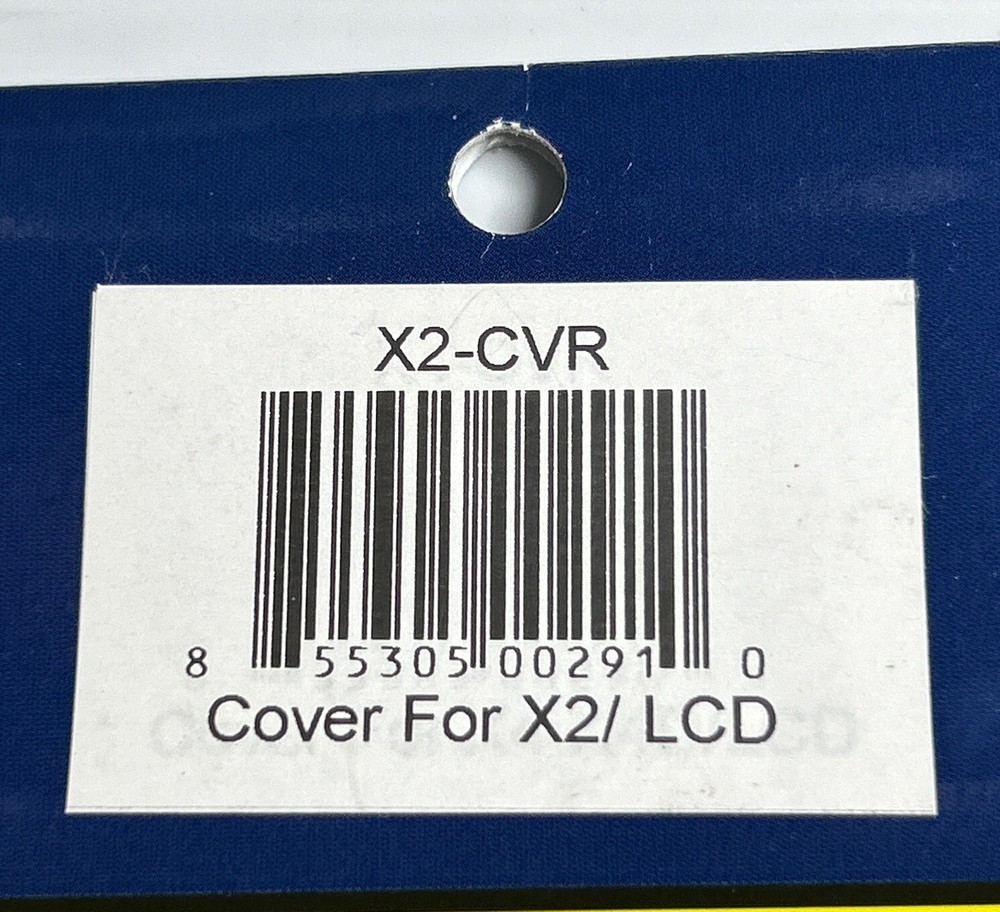 X2-CVR
8 55305 00291 0
Cover For X2/ LCD